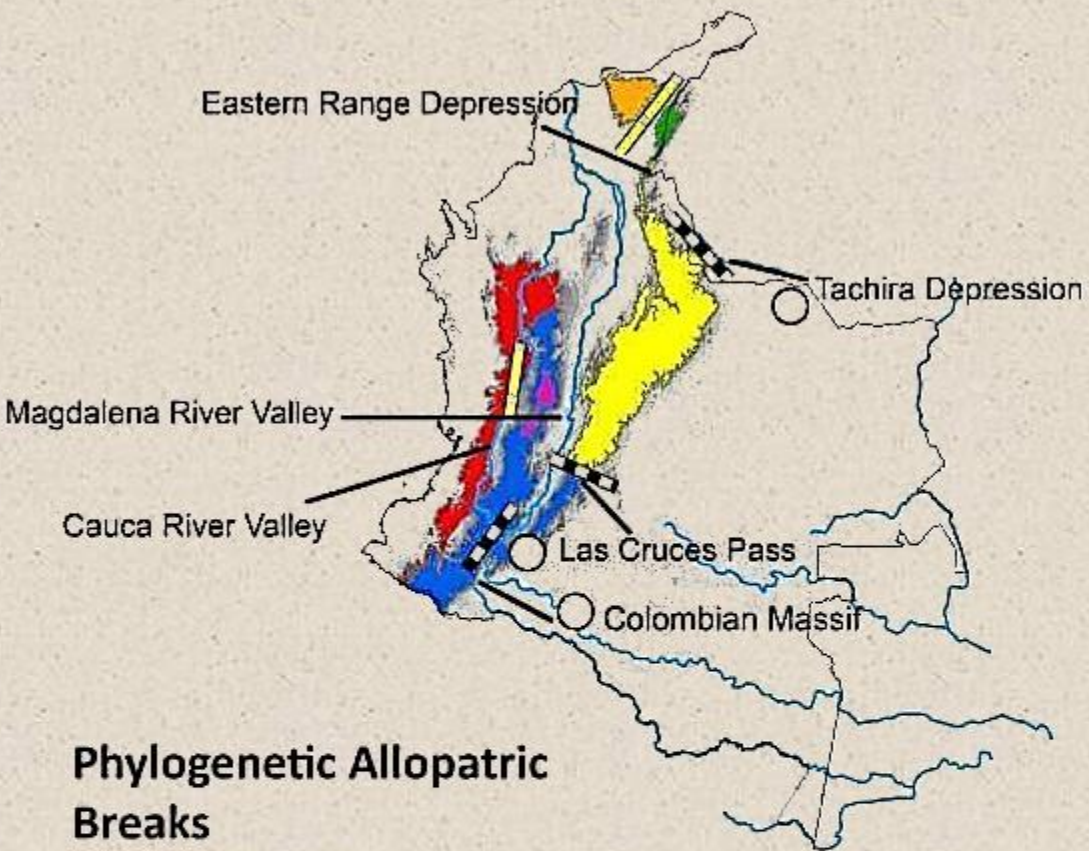 Eastern Range Depression
Tachira Depression
Magdalena River Valley
Cauca River Valley
Las Cruces Pass
Colombian Massif
Phylogenetic Allopatric
Breaks